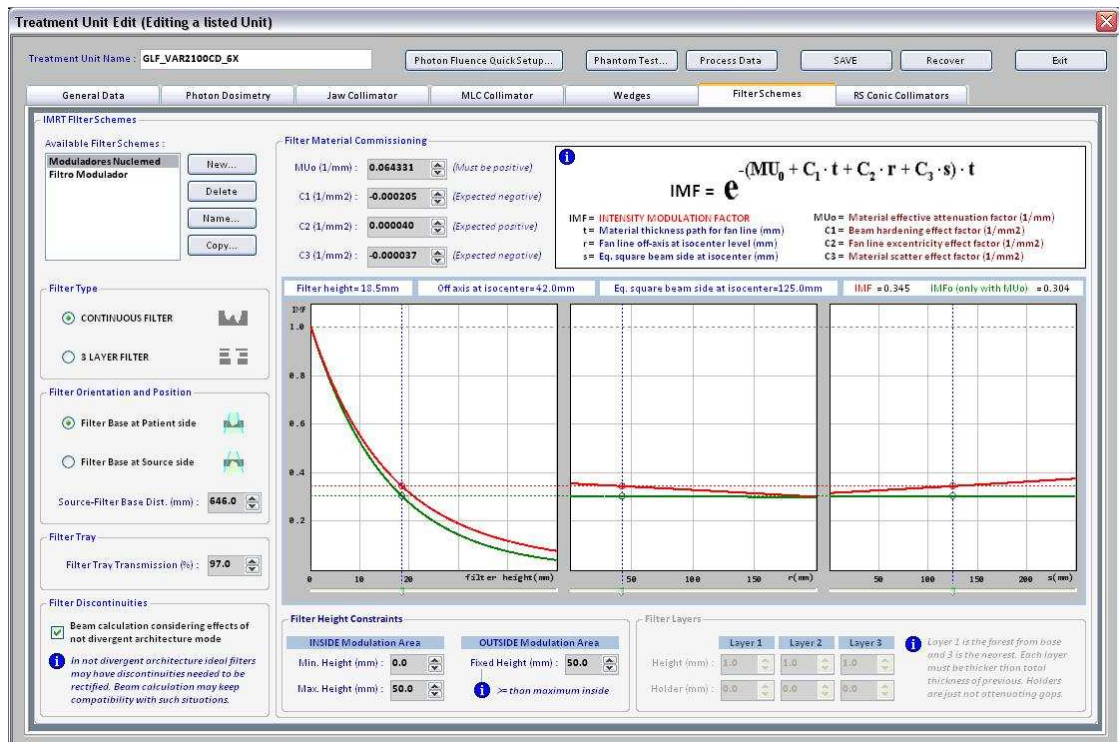 Treatment Unit Edit (Editing a listed Unit)
Treatment Unit Name : GLF_VAR2100CD_6X
Photon Fluence QuickSetup...
Phantom Test...
Process Data
SAVE
Recover
Exit
General Data
Photon Dosimetry
Jaw Collimator
MLC Collimator
Wedges
Filter Schemes
RS Conic Collimators
IMRT Filter Schemes
Available Filter Schemes :
Moduladores Nuclemed
Filtro Modulador
New...
Delete
Name...
Copy...
Filter Type
CONTINUOUS FILTER
3 LAYER FILTER
Filter Orientation and Position
Filter Base at Patient side
Filter Base at Source side
Source-Filter Base Dist. (mm) : 646.0
Filter Tray
Filter Tray Transmission (%) : 97.0
Filter Discontinuities
Beam calculation considering effects of
not divergent architecture mode
In not divergent architecture ideal filters
may have discontinuities needed to be
rectified. Beam calculation may keep
compatibility with such situations.
Filter Material Commissioning
MUo (1/mm) : 0.064331 (Must be positive)
C1 (1/mm2) : -0.000205 (Expected negative)
C2 (1/mm2) : 0.000040 (Expected positive)
C3 (1/mm2) : -0.000037 (Expected negative)
IMF = e -(MU0 + C1 · t + C2 · r + C3 · s) · t
IMF = INTENSITY MODULATION FACTOR
t = Material thickness path for fan line (mm)
r = Fan line off-axis at isocenter level (mm)
s = Eq. square beam side at isocenter (mm)
MUo = Material effective attenuation factor (1/mm)
C1 = Beam hardening effect factor (1/mm2)
C2 = Fan line excentricity effect factor (1/mm2)
C3 = Material scatter effect factor (1/mm2)
Filter height=18.5mm
Off axis at isocenter=42.0mm
Eq. square beam side at isocenter=125.0mm
IMF =0.345 IMFo (only with MUo) =0.304
IMF
1.0
0.8
0.6
0.4
0.2
0 10 20 filter height(mm)
50 100 150 r(mm)
50 100 150 200 s(mm)
Filter Height Constraints
INSIDE Modulation Area
Min. Height (mm) : 0.0
Max. Height (mm) : 50.0
OUTSIDE Modulation Area
Fixed Height (mm) : 50.0
>= than maximum inside
Filter Layers
Layer 1 Layer 2 Layer 3
Height (mm) : 1.0 1.0 1.0
Holder (mm) : 0.0 0.0 0.0
Layer 1 is the farest from base
and 3 is the nearest. Each layer
must be thicker than total
thickness of previous. Holders
are just not attenuating gaps.